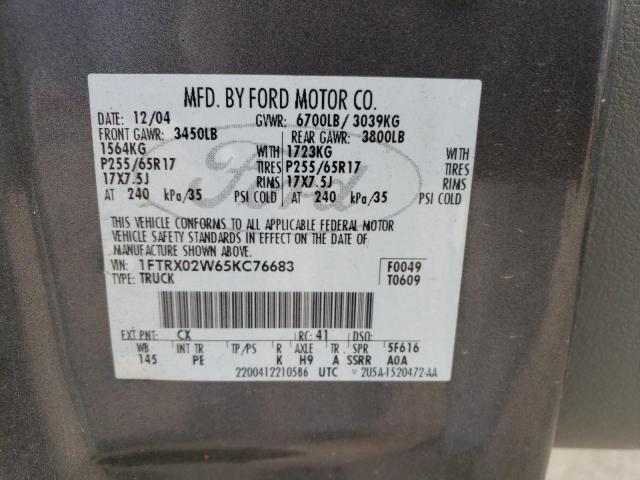 MFD. BY FORD MOTOR CO.
DATE: 12/04 GVWR: 6700LB/ 3039KG
FRONT GAWR: 3450LB REAR GAWR: 3800LB
1564KG WITH 1723KG WITH
P255/65R17 TIRES P255/65R17 TIRES
17X7.5J RIMS 17X7.5J RIMS
AT 240 kPa/35 PSI COLD AT 240 kPa/35 PSI COLD
THIS VEHICLE CONFORMS TO ALL APPLICABLE FEDERAL MOTOR
VEHICLE SAFETY STANDARDS IN EFFECT ON THE DATE OF
MANUFACTURE SHOWN ABOVE.
VIN: 1FTRX02W65KC76683 F0049
TYPE: TRUCK T0609
EXT PNT: CX RC: 41 DSO:
WB INT TR TP/PS R AXLE TR SPR 5F616
145 PE K H9 A SSRR A0A
2200412210586 UTC ▽ 2U5A-1520472-AA
Ford